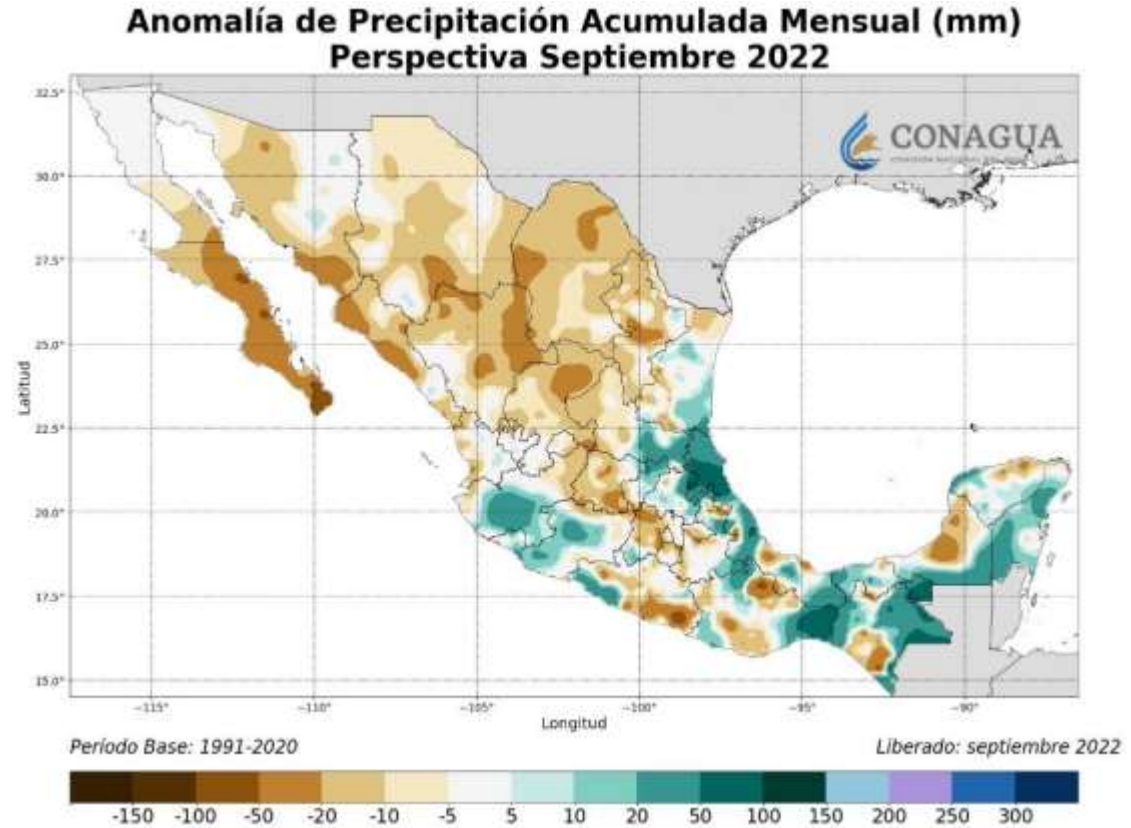 Anomalía de Precipitación Acumulada Mensual (mm)
Perspectiva Septiembre 2022
CONAGUA
32.5°
30.0°
27.5°
25.0°
22.5°
20.0°
17.5°
15.0°
Latitud
-115° -110° -105° -100° -95° -90°
Longitud
Período Base: 1991-2020 Liberado: septiembre 2022
-150 -100 -50 -20 -10 -5 5 10 20 50 100 150 200 250 300